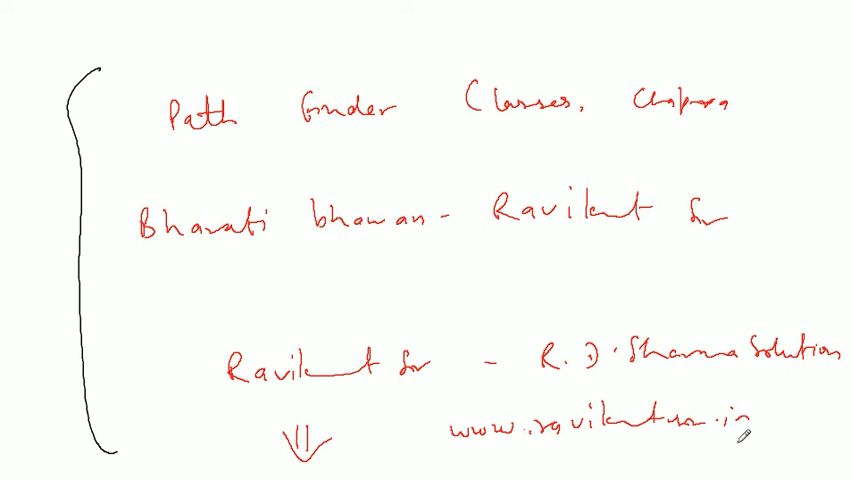 Path finder Classes, Chapra
Bharati bhawan - Ravikant Sir
Ravikant Sir - R.D. Sharma Solution
www.ravikantsir.in